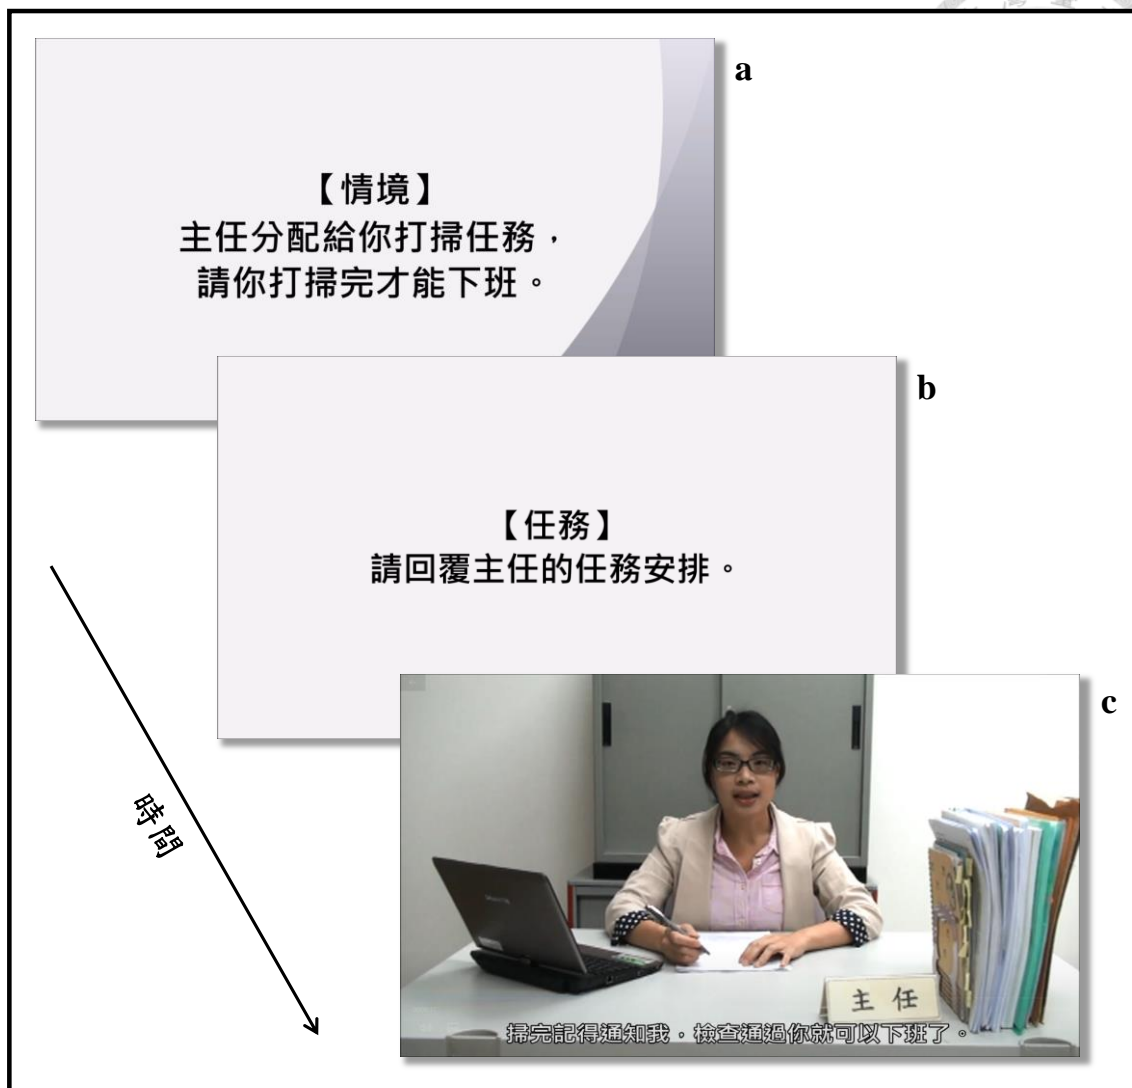 a
【情境】
主任分配給你打掃任務，
請你打掃完才能下班。
b
【任務】
請回覆主任的任務安排。
c
時間
主任
掃完記得通知我，檢查通過你就可以下班了。